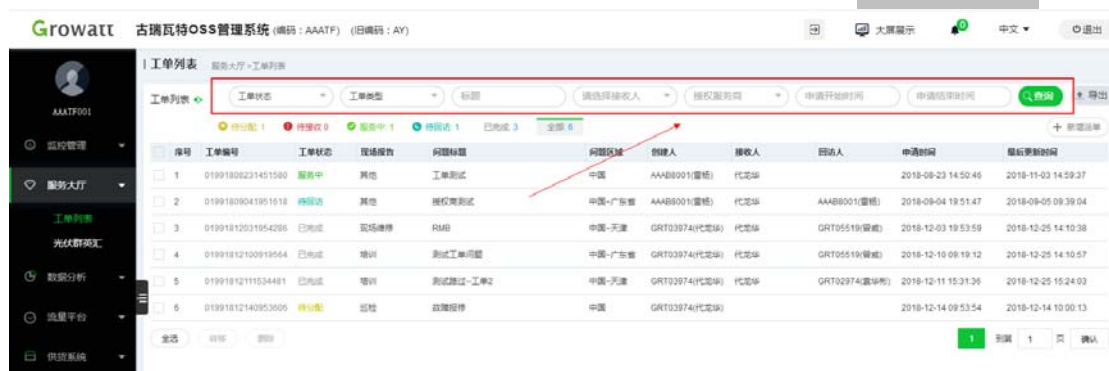 Growatt 古瑞瓦特OSS管理系统 (编码：AAATF) (旧编码：AY) 大屏展示 0 中文 退出
AAATF001
监控管理
服务大厅
工单列表
光伏群英汇
数据分析
流量平台
供货系统
工单列表 服务大厅>工单列表
工单列表 工单状态 工单类型 标题 请选择接收人 授权服务商 申请开始时间 申请结束时间 查询 导出
待分配: 1 待接收 0 服务中: 1 待回访: 1 已完成: 3 全部: 6 新增派单
序号 工单编号 工单状态 现场报告 问题标题 问题区域 创建人 接收人 回访人 申请时间 最后更新时间
1 01991808231451580 服务中 其他 工单测试 中国 AAAB8001(雷杨) 代龙华 2018-08-23 14:50:46 2018-11-03 14:59:37
2 01991809041951618 待回访 其他 授权商测试 中国-广东省 AAAB8001(雷杨) 代龙华 AAAB8001(雷杨) 2018-09-04 19:51:47 2018-09-05 09:39:04
3 01991812031954286 已完成 现场维修 RMB 中国-天津 GRT03974(代龙华) 代龙华 GRT05519(曾威) 2018-12-03 19:53:59 2018-12-25 14:10:38
4 01991812100919564 已完成 培训 测试工单问题 中国-广东省 GRT03974(代龙华) 代龙华 GRT05519(曾威) 2018-12-10 09:19:12 2018-12-25 14:10:57
5 01991812111534481 已完成 培训 测试跳过-工单2 中国-天津 GRT03974(代龙华) 代龙华 2018-12-11 15:31:36 2018-12-25 15:24:03
6 01991812140953606 待分配 巡检 故障报修 中国 GRT03974(代龙华) 2018-12-14 09:53:54 2018-12-14 10:00:13
全选 转移 删除 1 到第 1 页 确认